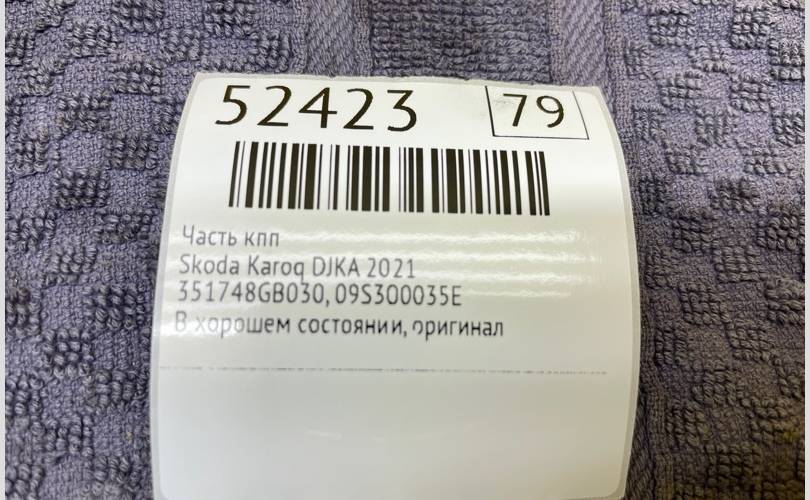 52423 79
Часть кпп
Skoda Karoq DJKA 2021
351748GB030, 09S300035E
В хорошем состоянии, оригинал